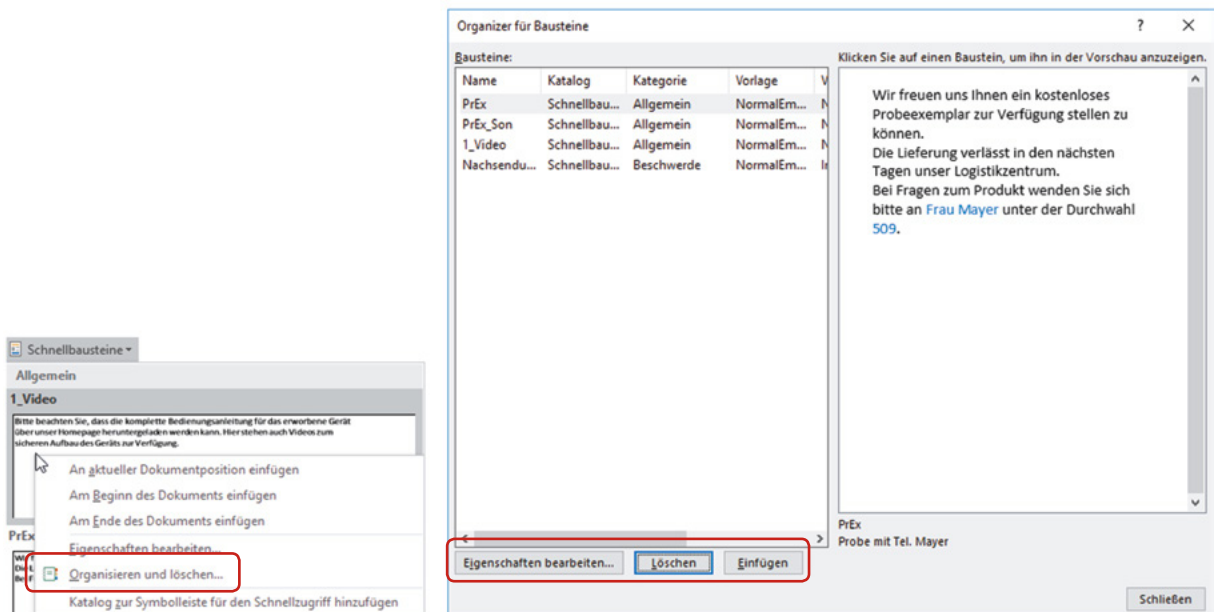 Schnellbausteine
Allgemein
1_Video
Bitte beachten Sie, dass die komplette Bedienungsanleitung für das erworbene Gerät
über unser Homepage heruntergeladen werden kann. Hier stehen auch Videos zum
sicheren Aufbau des Geräts zur Verfügung.
An aktueller Dokumentposition einfügen
Am Beginn des Dokuments einfügen
Am Ende des Dokuments einfügen
PrEx
Eigenschaften bearbeiten...
Organisieren und löschen...
Katalog zur Symbolleiste für den Schnellzugriff hinzufügen
Organizer für Bausteine ? ×
Bausteine:
Name Katalog Kategorie Vorlage V
PrEx Schnellbau... Allgemein NormalEm... N
PrEx_Son Schnellbau... Allgemein NormalEm... N
1_Video Schnellbau... Allgemein NormalEm... N
Nachsendu... Schnellbau... Beschwerde NormalEm... I
Eigenschaften bearbeiten... Löschen Einfügen
Klicken Sie auf einen Baustein, um ihn in der Vorschau anzuzeigen.
Wir freuen uns Ihnen ein kostenloses
Probeexemplar zur Verfügung stellen zu
können.
Die Lieferung verlässt in den nächsten
Tagen unser Logistikzentrum.
Bei Fragen zum Produkt wenden Sie sich
bitte an Frau Mayer unter der Durchwahl
509.
PrEx
Probe mit Tel. Mayer
Schließen